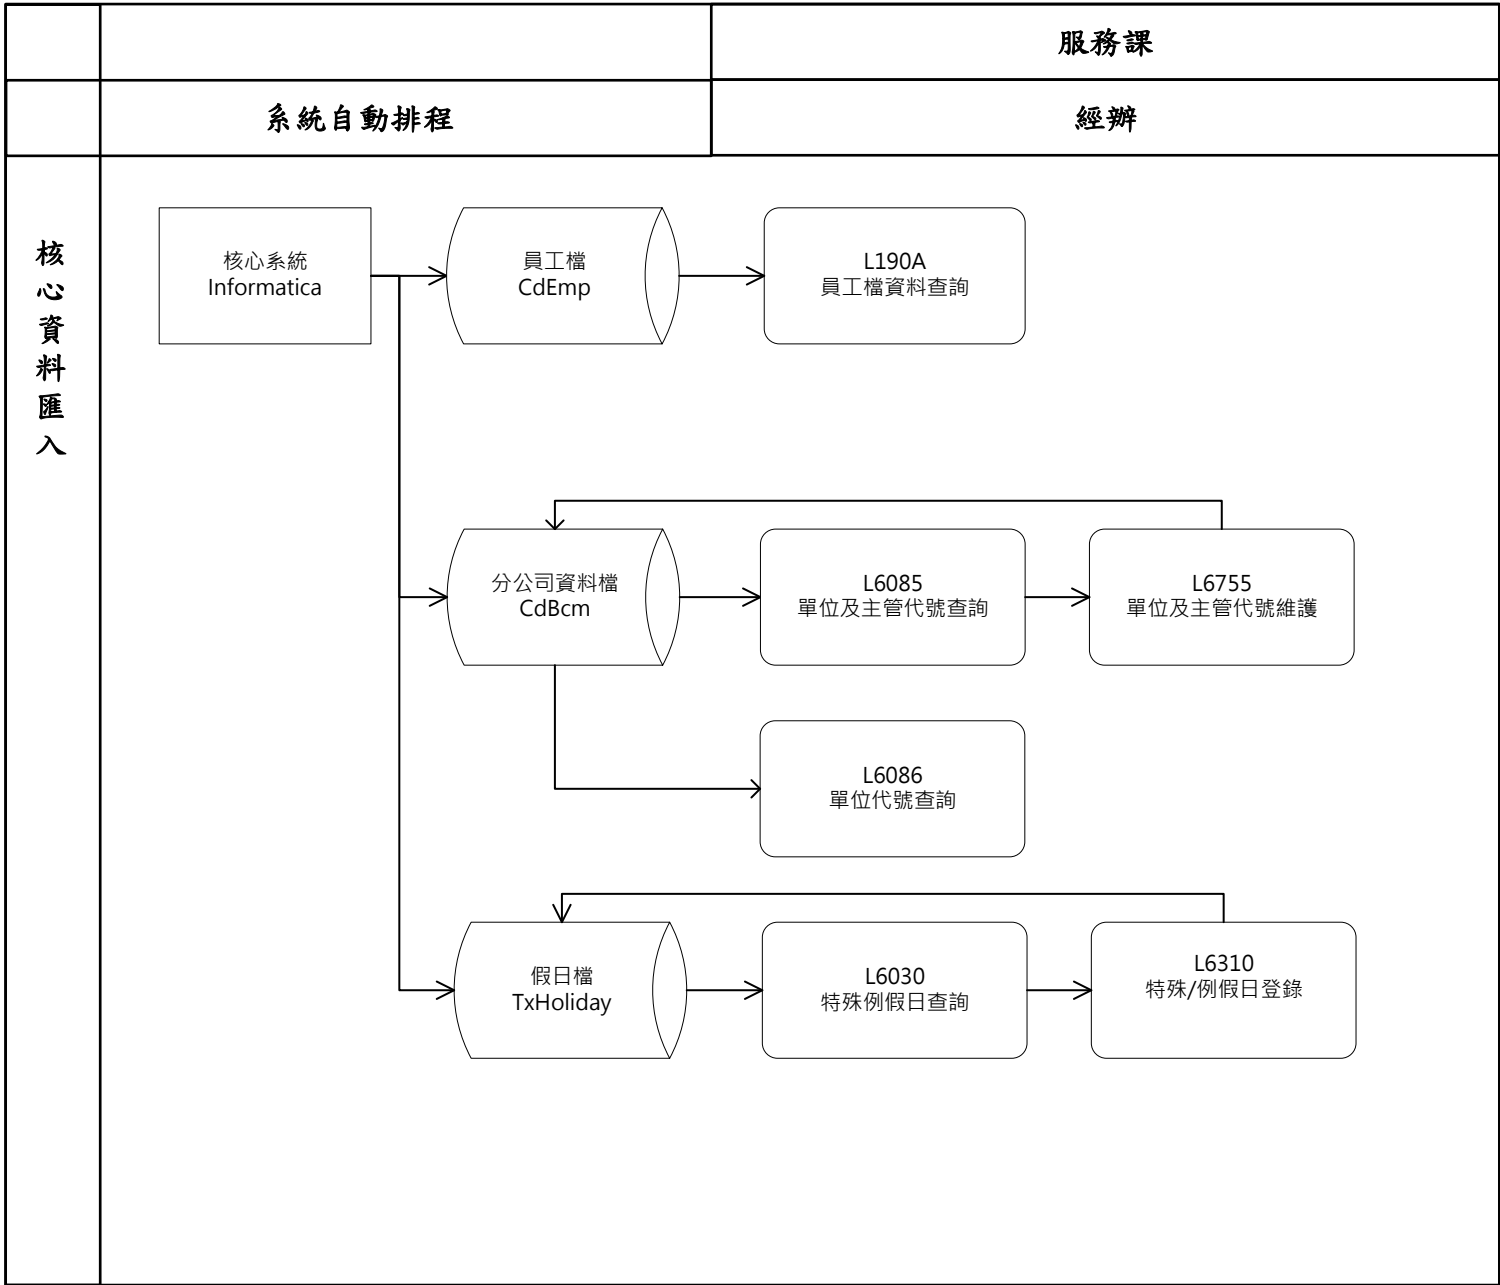 服務課
系統自動排程
經辦
核心資料匯入
核心系統
Informatica
員工檔
CdEmp
L190A
員工檔資料查詢
分公司資料檔
CdBcm
L6085
單位及主管代號查詢
L6755
單位及主管代號維護
L6086
單位代號查詢
假日檔
TxHoliday
L6030
特殊例假日查詢
L6310
特殊/例假日登錄